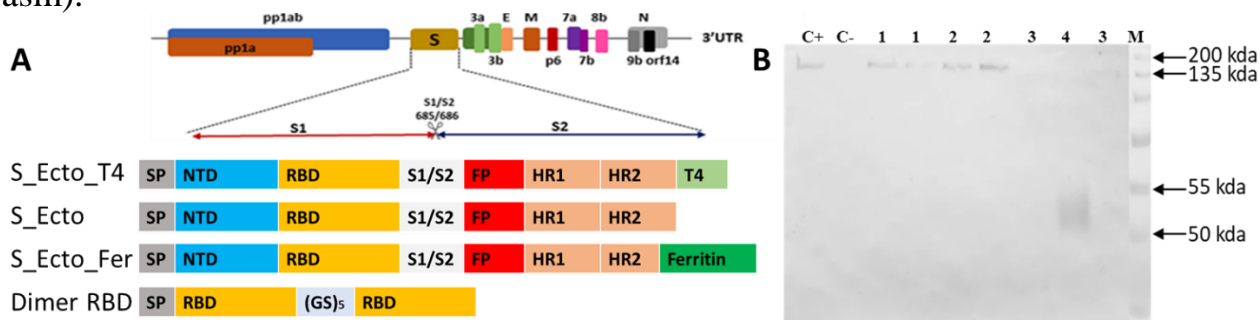 asm).
pp1ab
3a E M 7a 8b N
S
3'UTR
pp1a
3b p6 7b 9b orf14
A
S1/S2
685/686
S1 S2
S_Ecto_T4 SP NTD RBD S1/S2 FP HR1 HR2 T4
S_Ecto SP NTD RBD S1/S2 FP HR1 HR2
S_Ecto_Fer SP NTD RBD S1/S2 FP HR1 HR2 Ferritin
Dimer RBD SP RBD (GS)5 RBD
B
C+ C- 1 1 2 2 3 4 3 M
200 kda
135 kda
55 kda
50 kda